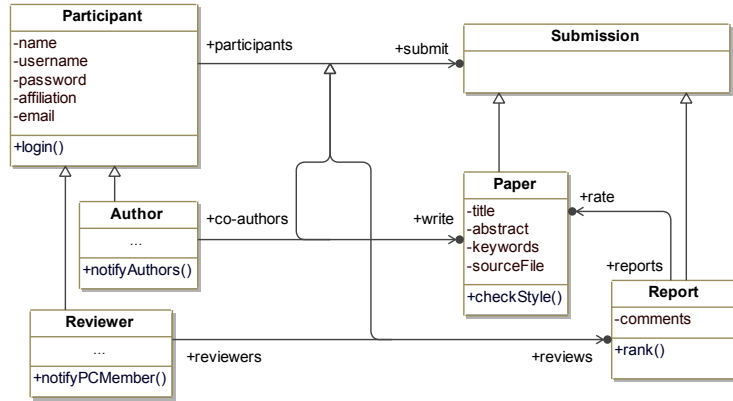 Participant
-name
-username
-password
-affiliation
-email
+login()
+participants
+submit
Submission
Author
...
+notifyAuthors()
+co-authors
+write
Paper
-title
-abstract
-keywords
-sourceFile
+checkStyle()
+rate
+reports
Reviewer
...
+notifyPCMember()
+reviewers
+reviews
Report
-comments
+rank()